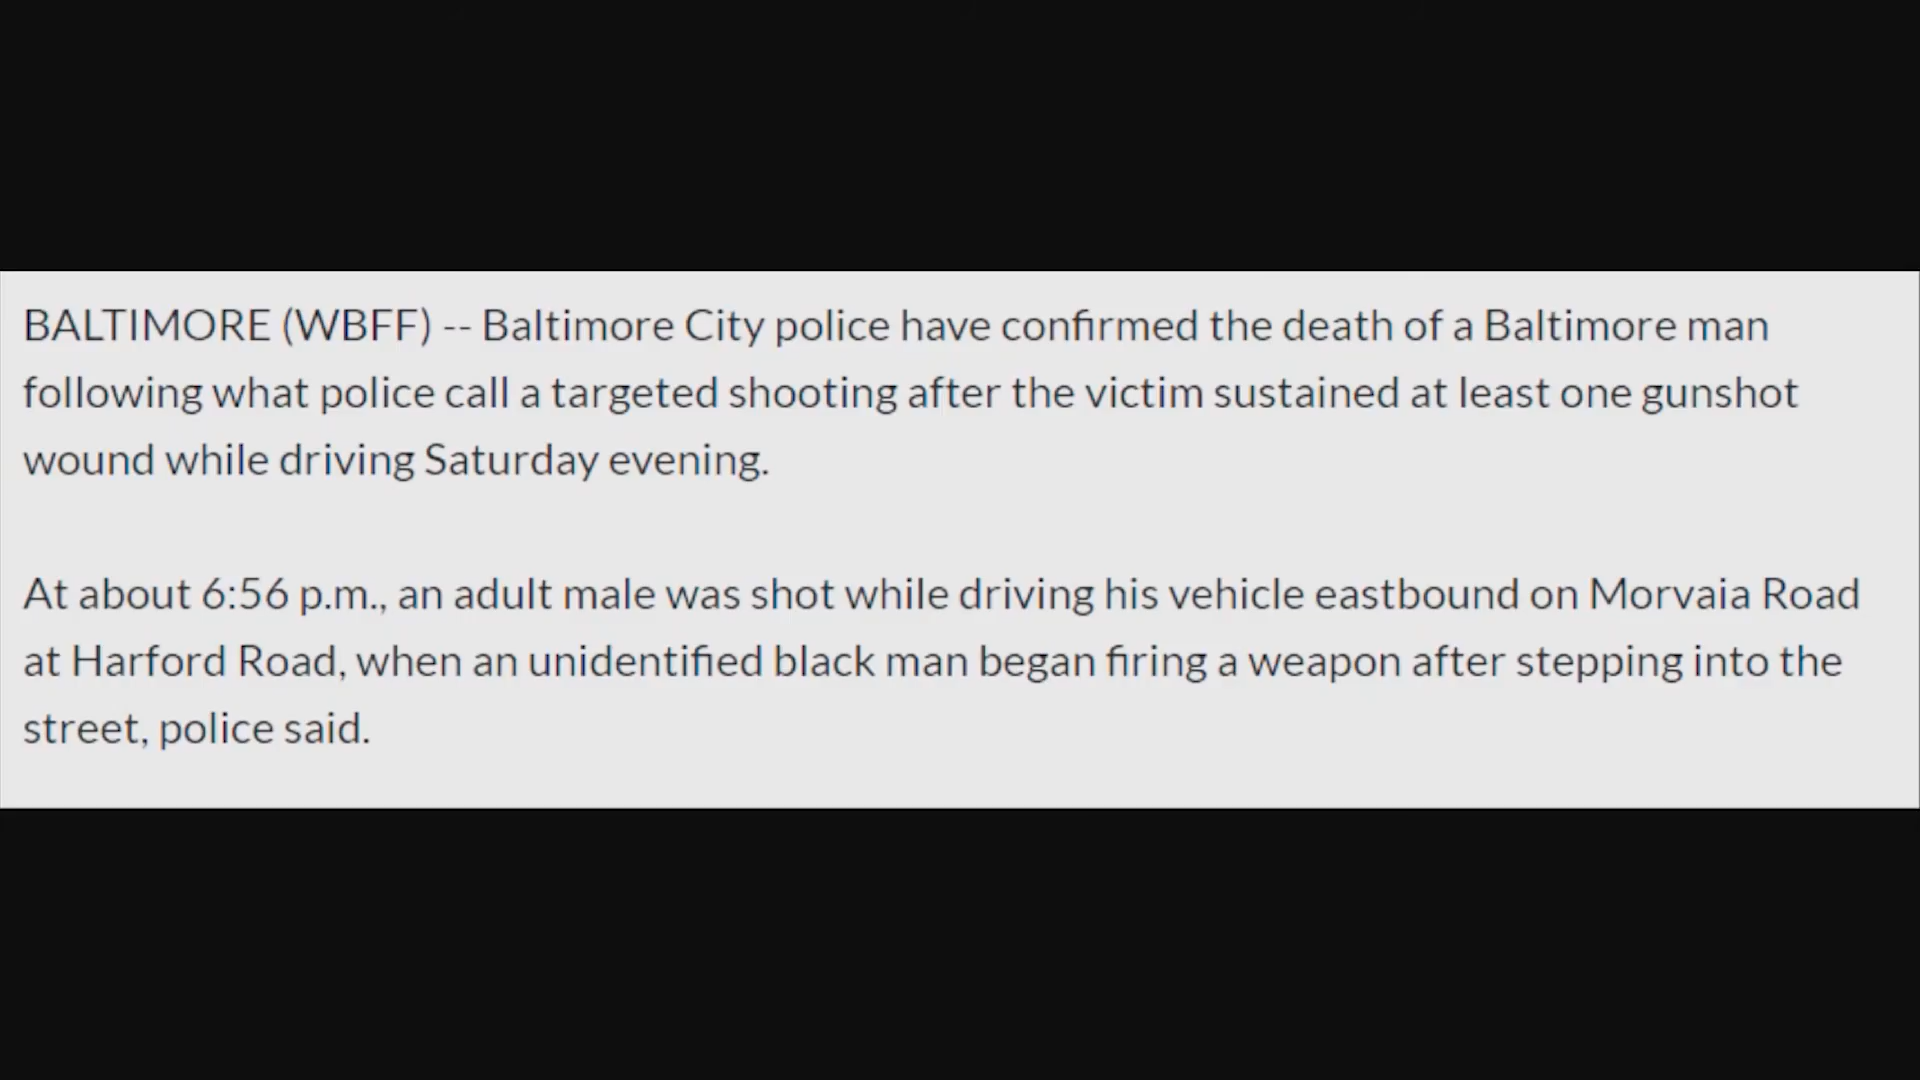 BALTIMORE (WBFF) -- Baltimore City police have confirmed the death of a Baltimore man
following what police call a targeted shooting after the victim sustained at least one gunshot
wound while driving Saturday evening.
At about 6:56 p.m., an adult male was shot while driving his vehicle eastbound on Morvaia Road
at Harford Road, when an unidentified black man began firing a weapon after stepping into the
street, police said.